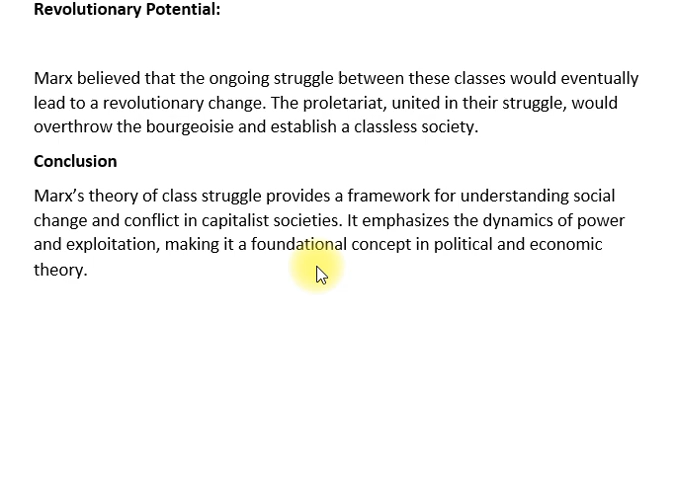 Revolutionary Potential:
Marx believed that the ongoing struggle between these classes would eventually
lead to a revolutionary change. The proletariat, united in their struggle, would
overthrow the bourgeoisie and establish a classless society.
Conclusion
Marx’s theory of class struggle provides a framework for understanding social
change and conflict in capitalist societies. It emphasizes the dynamics of power
and exploitation, making it a foundational concept in political and economic
theory.